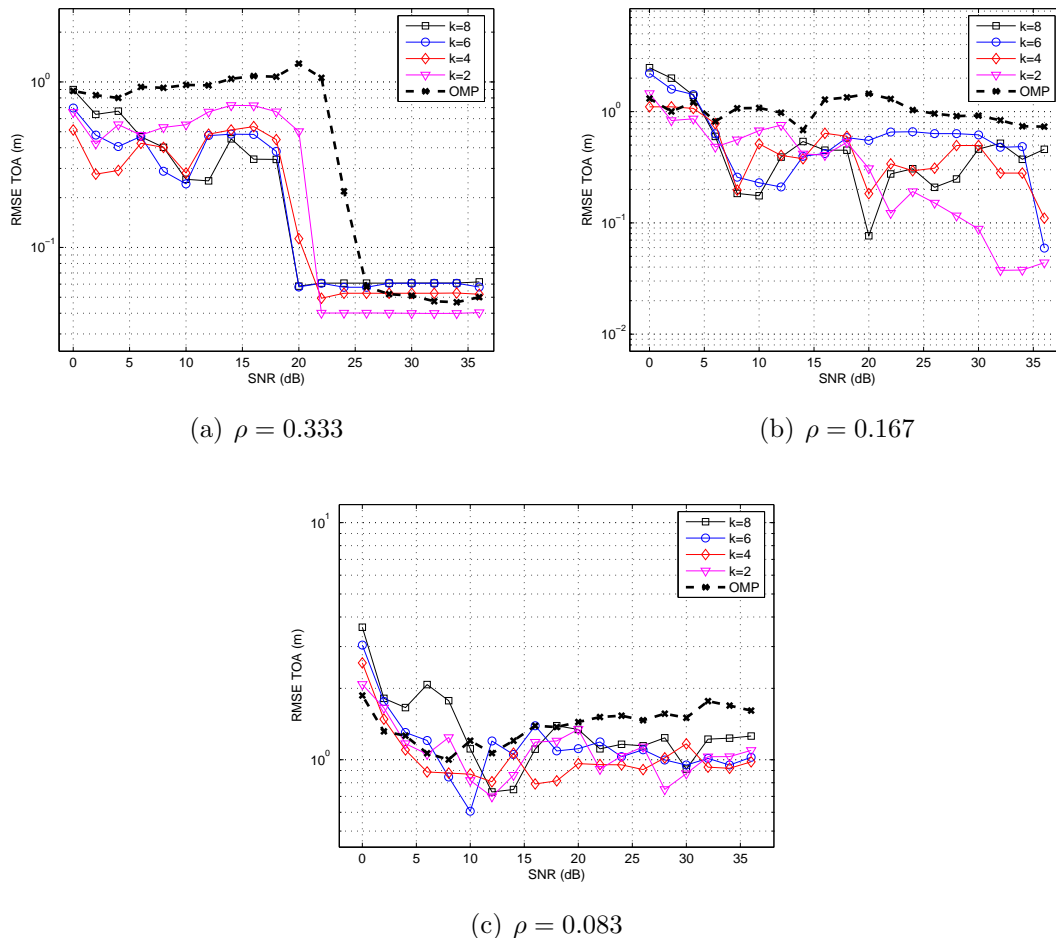 k=8
k=6
k=4
k=2
OMP
10^0
10^{-1}
RMSE TOA (m)
0 5 10 15 20 25 30 35
SNR (dB)
(a) ρ = 0.333
k=8
k=6
k=4
k=2
OMP
10^0
10^{-1}
10^{-2}
RMSE TOA (m)
0 5 10 15 20 25 30 35
SNR (dB)
(b) ρ = 0.167
k=8
k=6
k=4
k=2
OMP
10^1
10^0
RMSE TOA (m)
0 5 10 15 20 25 30 35
SNR (dB)
(c) ρ = 0.083